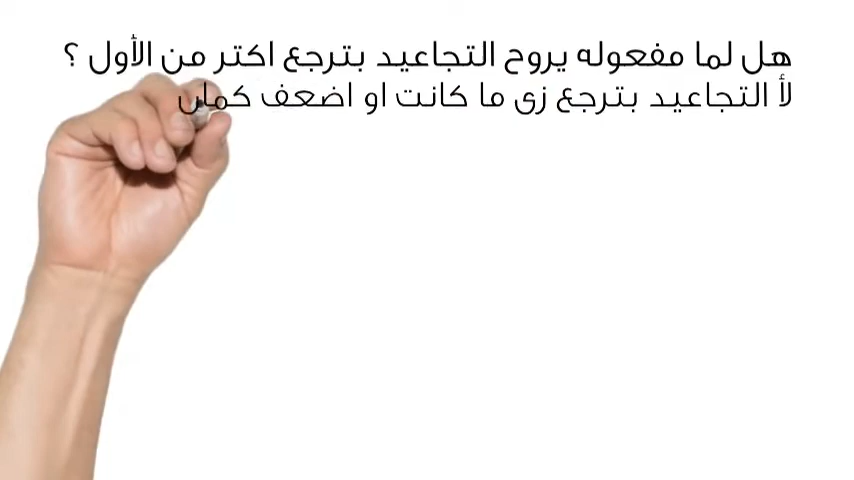 هل لما مفعوله يروح التجاعيد بترجع اكتر من الأول ؟
لأ التجاعيد بترجع زى ما كانت او اضعف كمان